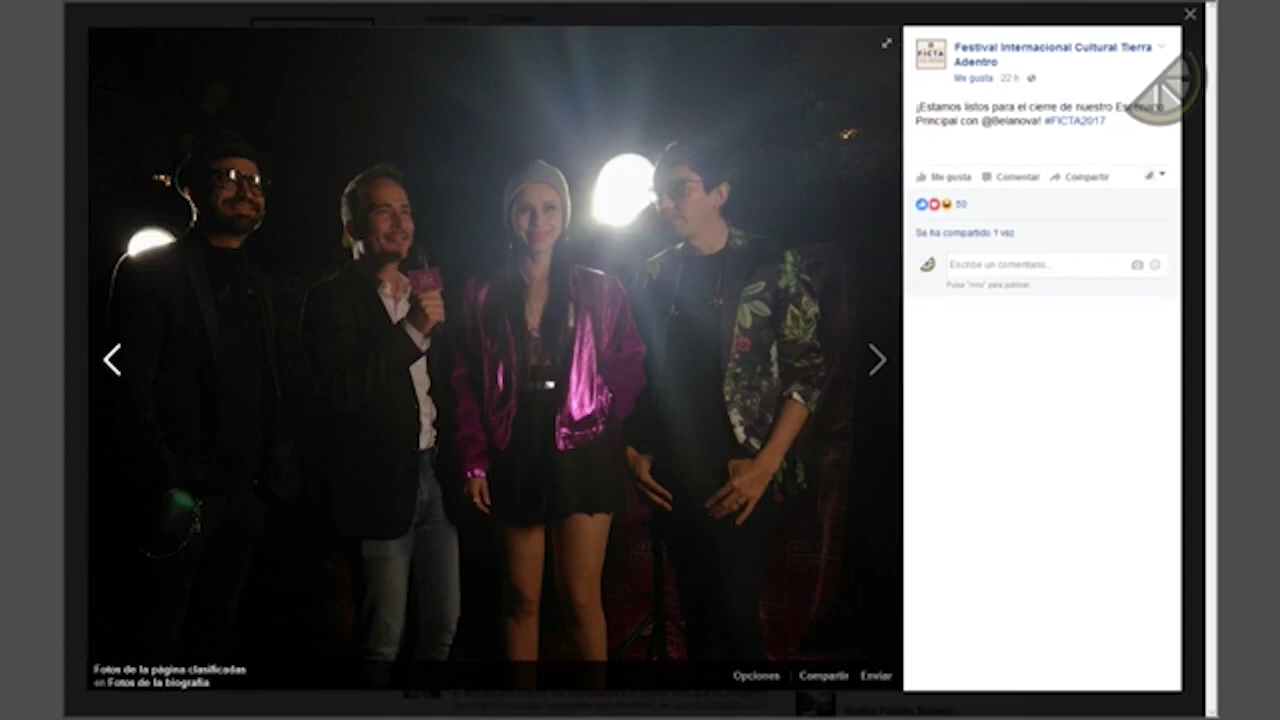 FICTA
Festival Internacional Cultural Tierra
Adentro
Me gusta 22 h
¡Estamos listos para el cierre de nuestro Escenario
Principal con @Belanova! #FICTA2017
Me gusta Comentar Compartir
50
Se ha compartido 1 vez
Escribe un comentario...
Pulsa "Intro" para publicar.
Fotos de la página clasificadas
en Fotos de la biografía
Opciones Compartir Enviar